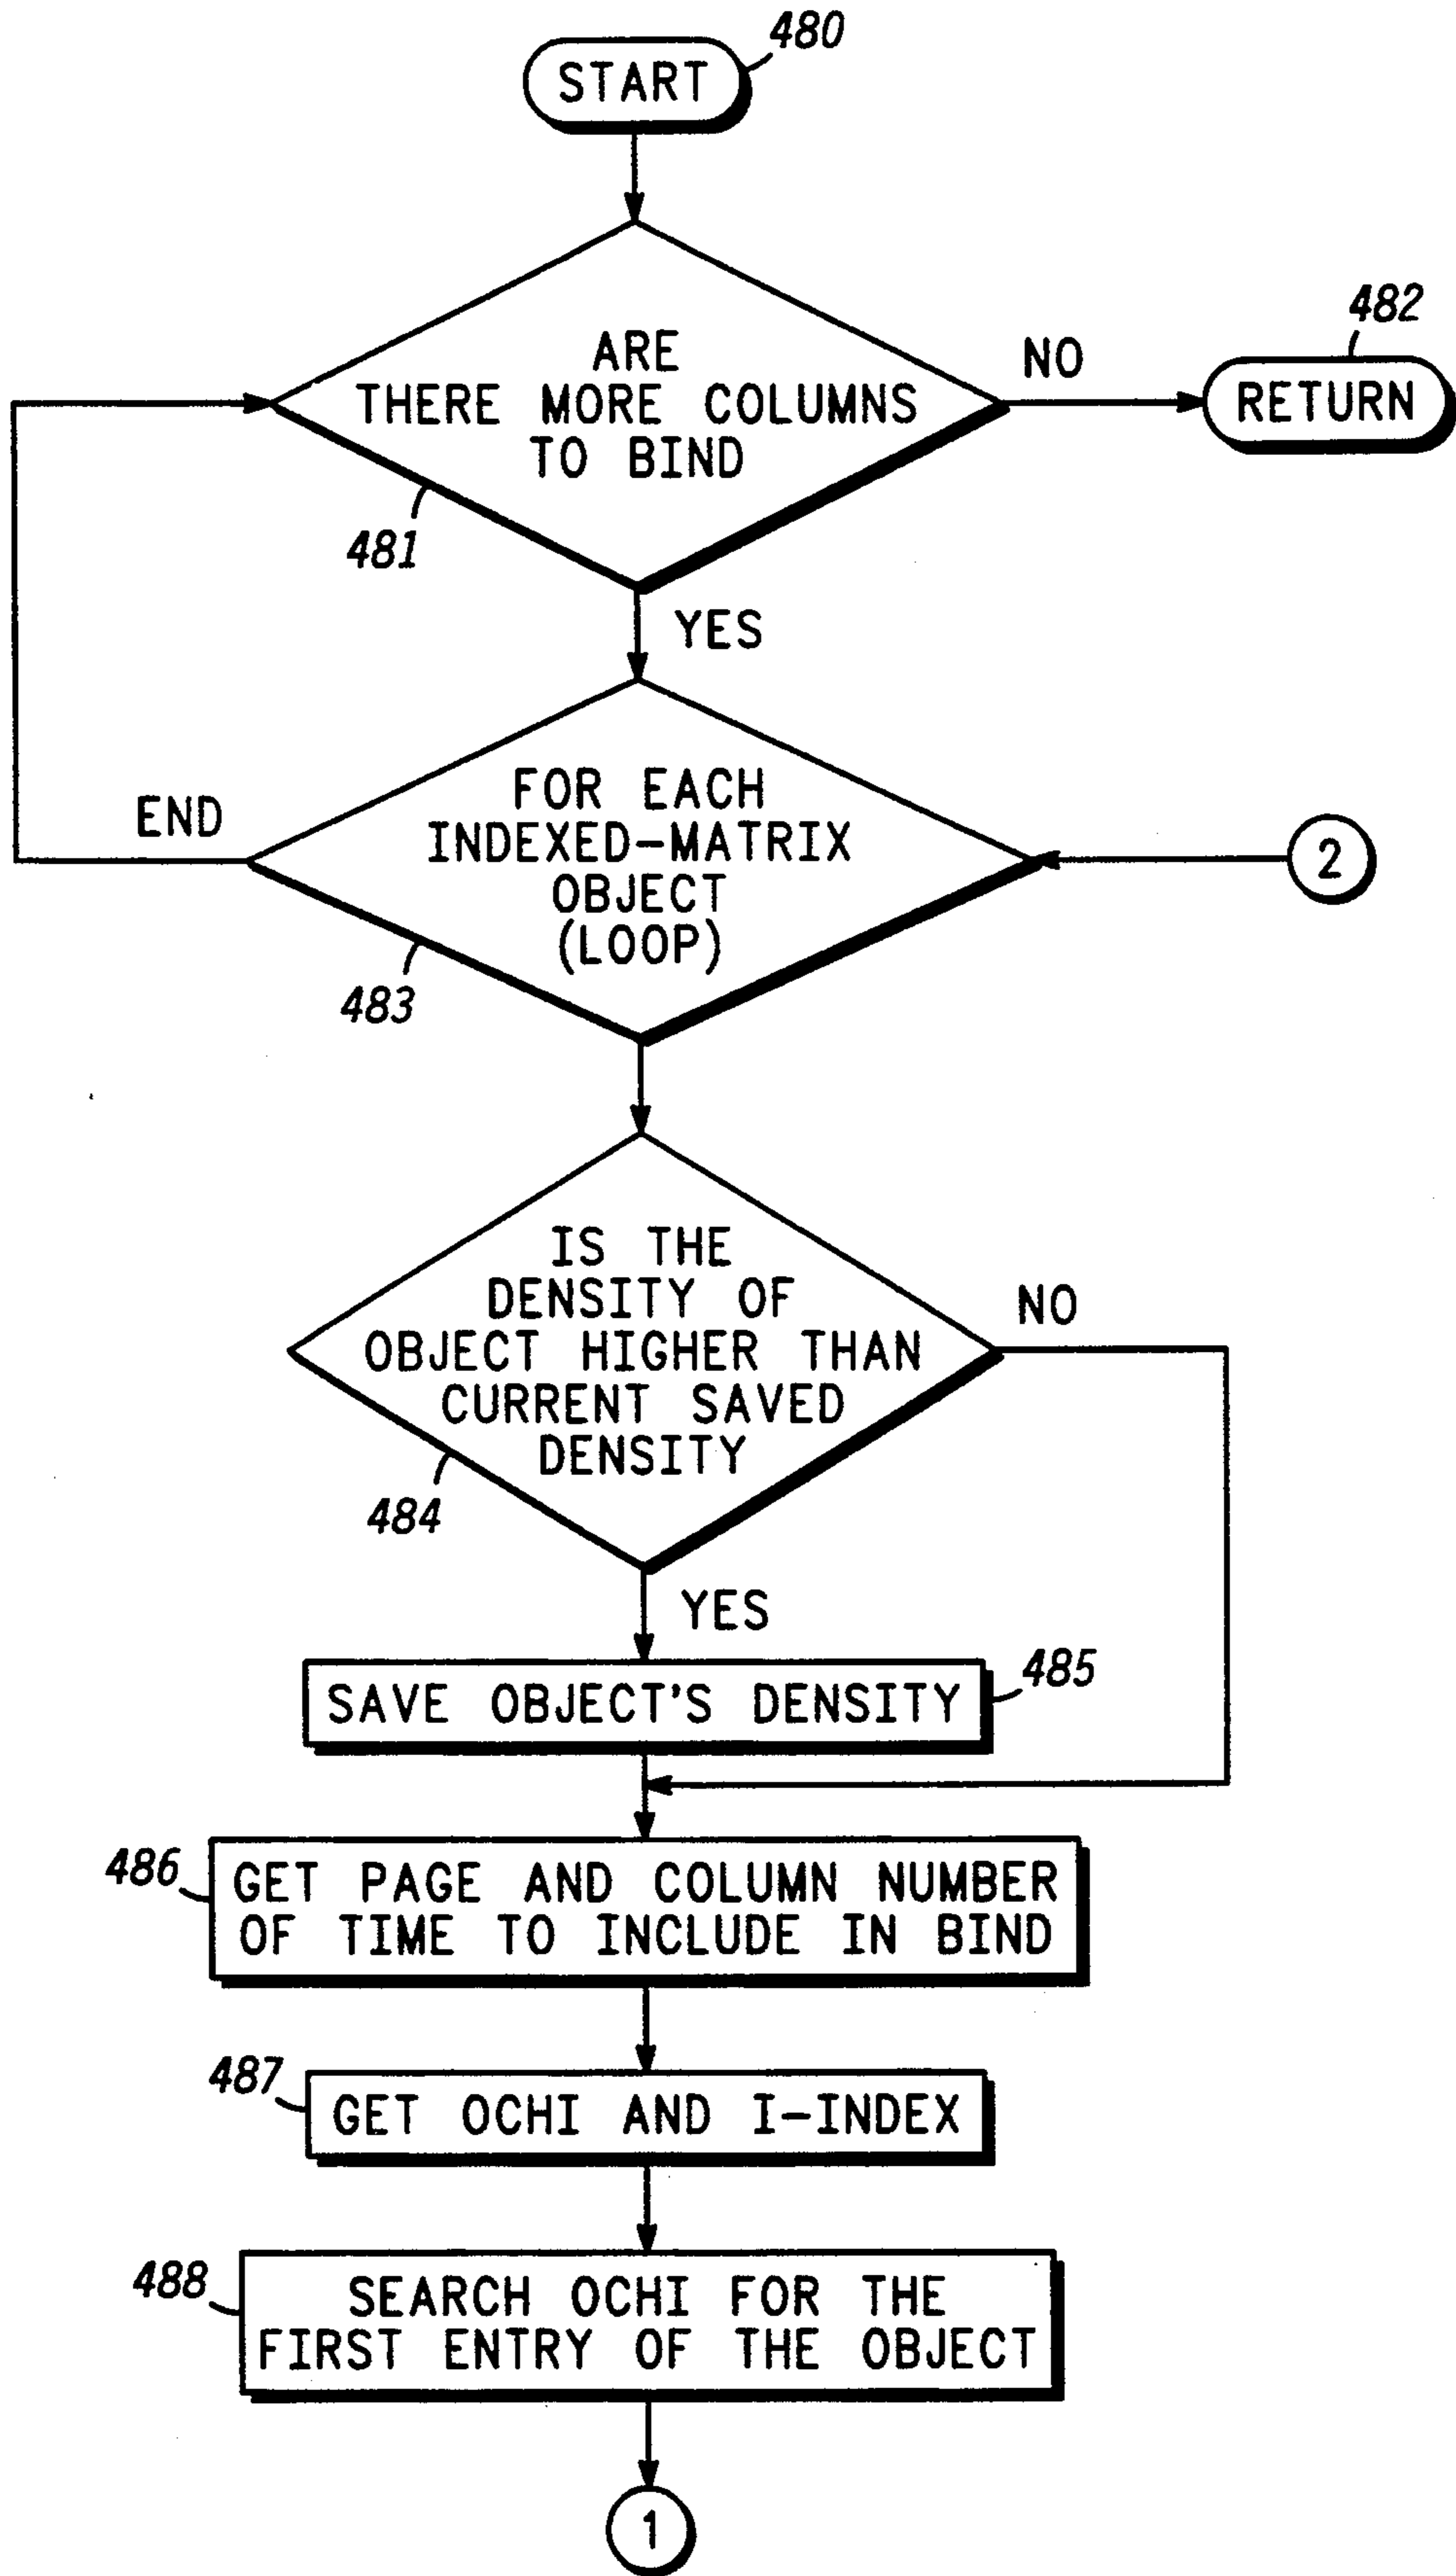 480
START
482
ARE
THERE MORE COLUMNS
TO BIND
NO
RETURN
481
YES
FOR EACH
INDEXED-MATRIX
OBJECT
(LOOP)
END
2
483
IS THE
DENSITY OF
OBJECT HIGHER THAN
CURRENT SAVED
DENSITY
NO
484
YES
485
SAVE OBJECT'S DENSITY
486
GET PAGE AND COLUMN NUMBER
OF TIME TO INCLUDE IN BIND
487
GET OCHI AND I-INDEX
488
SEARCH OCHI FOR THE
FIRST ENTRY OF THE OBJECT
1